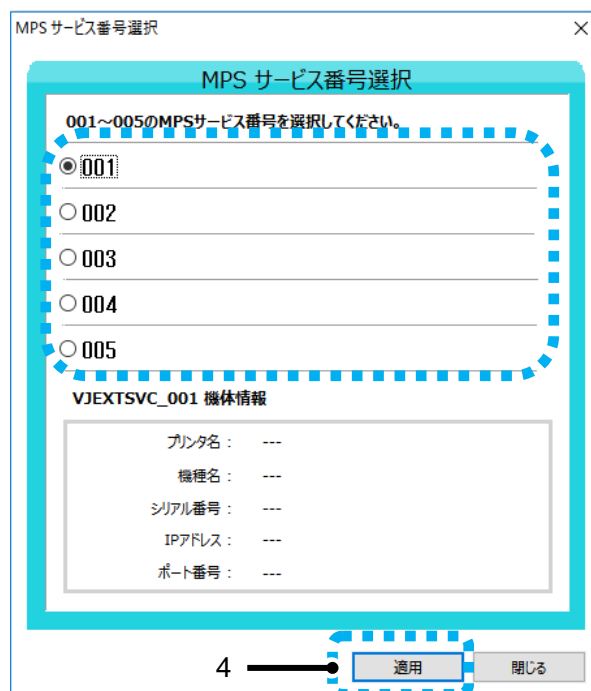 MPS サービス番号選択
MPS サービス番号選択
001～005のMPSサービス番号を選択してください。
001
002
003
004
005
VJEXTSVC_001 機体情報
プリンタ名： ---
機種名： ---
シリアル番号： ---
IPアドレス： ---
ポート番号： ---
4 適用 閉じる